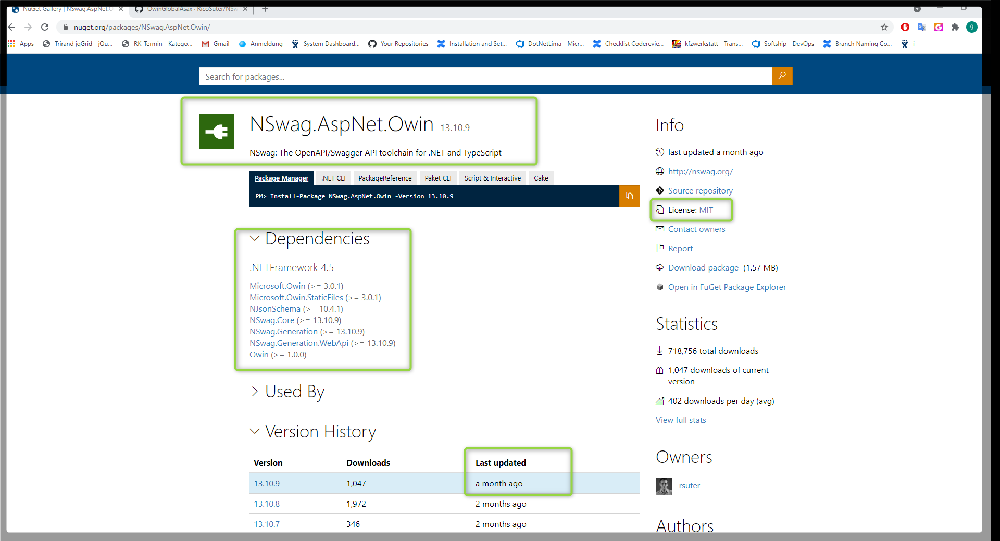 NuGet Gallery | NSwag.AspNet.O
OwinGlobalAsax · RicoSuter/NSw
nuget.org/packages/NSwag.AspNet.Owin/
g
Apps
Trirand jqGrid - jQu...
RK-Termin - Katego...
Gmail
Anmeldung
System Dashboard...
Your Repositories
Installation and Set...
DotNetLima - Micr...
Checklist Coderevie...
kfzwerkstatt - Trans...
Softship - DevOps
Branch Naming Co...
i
Search for packages...
NSwag.AspNet.Owin 13.10.9
NSwag: The OpenAPI/Swagger API toolchain for .NET and TypeScript
Package Manager
.NET CLI
PackageReference
Paket CLI
Script & Interactive
Cake
PM> Install-Package NSwag.AspNet.Owin -Version 13.10.9
Dependencies
.NETFramework 4.5
Microsoft.Owin (>= 3.0.1)
Microsoft.Owin.StaticFiles (>= 3.0.1)
NJsonSchema (>= 10.4.1)
NSwag.Core (>= 13.10.9)
NSwag.Generation (>= 13.10.9)
NSwag.Generation.WebApi (>= 13.10.9)
Owin (>= 1.0.0)
Used By
Version History
Version Downloads Last updated
13.10.9 1,047 a month ago
13.10.8 1,972 2 months ago
13.10.7 346 2 months ago
Info
last updated a month ago
http://nswag.org/
Source repository
License: MIT
Contact owners
Report
Download package (1.57 MB)
Open in FuGet Package Explorer
Statistics
718,756 total downloads
1,047 downloads of current
version
402 downloads per day (avg)
View full stats
Owners
rsuter
Authors